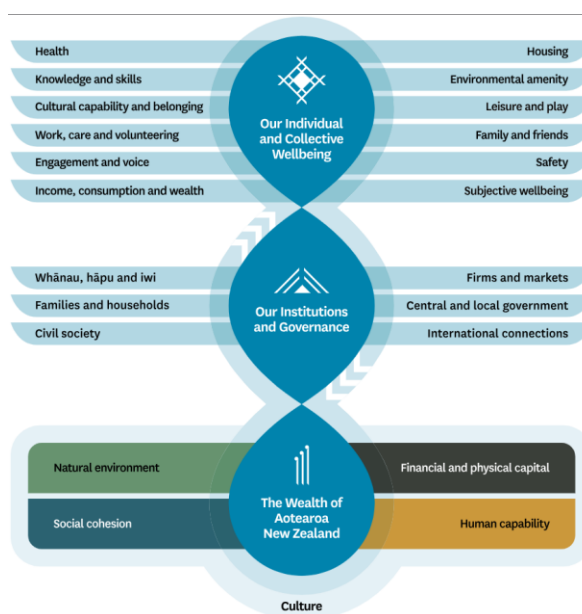 Health
Knowledge and skills
Cultural capability and belonging
Work, care and volunteering
Engagement and voice
Income, consumption and wealth
Our Individual
and Collective
Wellbeing
Housing
Environmental amenity
Leisure and play
Family and friends
Safety
Subjective wellbeing
Whānau, hāpu and iwi
Families and households
Civil society
Our Institutions
and Governance
Firms and markets
Central and local government
International connections
Natural environment
Social cohesion
The Wealth of
Aotearoa
New Zealand
Financial and physical capital
Human capability
Culture